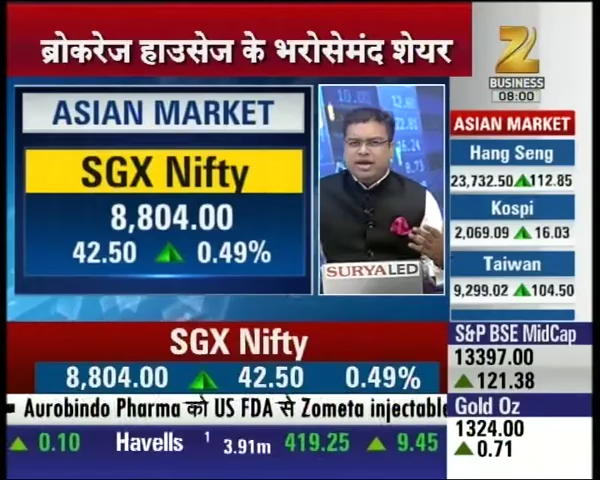 ब्रोकरेज हाउसेज के भरोसेमंद शेयर
Z
BUSINESS
08:00
ASIAN MARKET
SGX Nifty
8,804.00
42.50 ▲ 0.49%
SURYA LED
ASIAN MARKET
Hang Seng
23,732.50 ▲ 112.85
Kospi
2,069.09 ▲ 16.03
Taiwan
9,299.02 ▲ 104.50
SGX Nifty
8,804.00 ▲ 42.50 0.49%
S&P BSE MidCap
13397.00
▲ 121.38
Gold Oz
1324.00
▲ 0.71
Aurobindo Pharma को US FDA से Zometa injectable
▲ 0.10 Havells 1 3.91m 419.25 ▲ 9.45